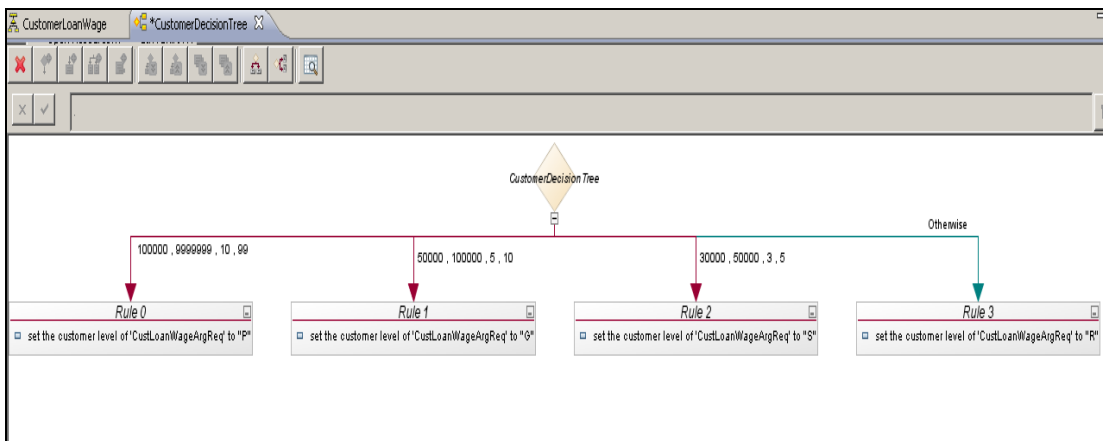 CustomerLoanWage
*CustomerDecisionTree
CustomerDecisionTree
Otherwise
100000 , 9999999 , 10 , 99
50000 , 100000 , 5 , 10
30000 , 50000 , 3 , 5
Rule 0
set the customer level of 'CustLoanWageArgReq' to "P"
Rule 1
set the customer level of 'CustLoanWageArgReq' to "G"
Rule 2
set the customer level of 'CustLoanWageArgReq' to "S"
Rule 3
set the customer level of 'CustLoanWageArgReq' to "R"